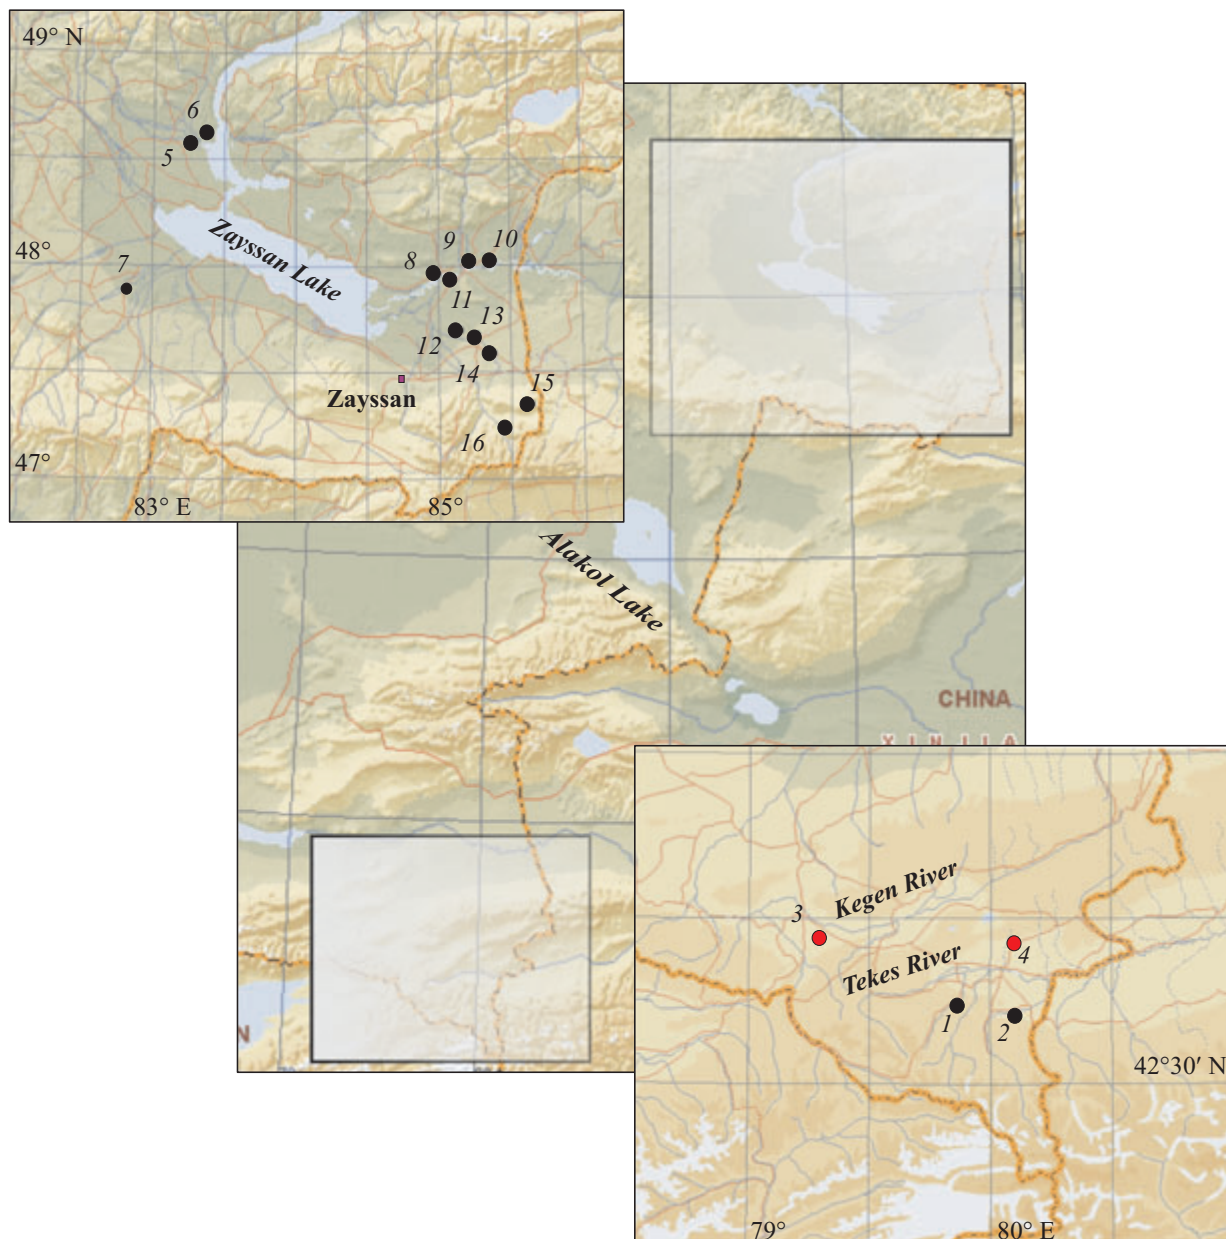 49° N
6
5
Zayssan Lake
48°
7
8
9
10
11
12
13
14
15
16
Zayssan
47°
83° E
85°
Alakol Lake
CHINA
N
Kegen River
3
Tekes River
4
1
2
42°30′ N
79°
80° E